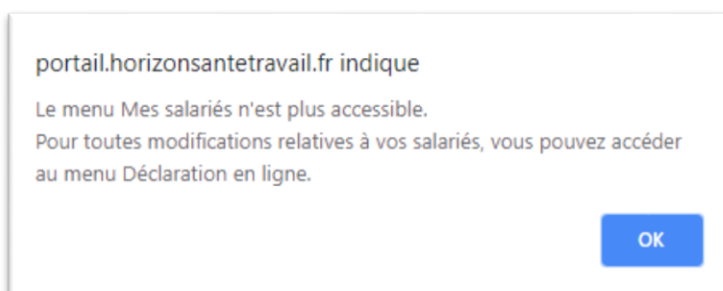 portail.horizonsantetravail.fr indique
Le menu Mes salariés n'est plus accessible.
Pour toutes modifications relatives à vos salariés, vous pouvez accéder
au menu Déclaration en ligne.
OK